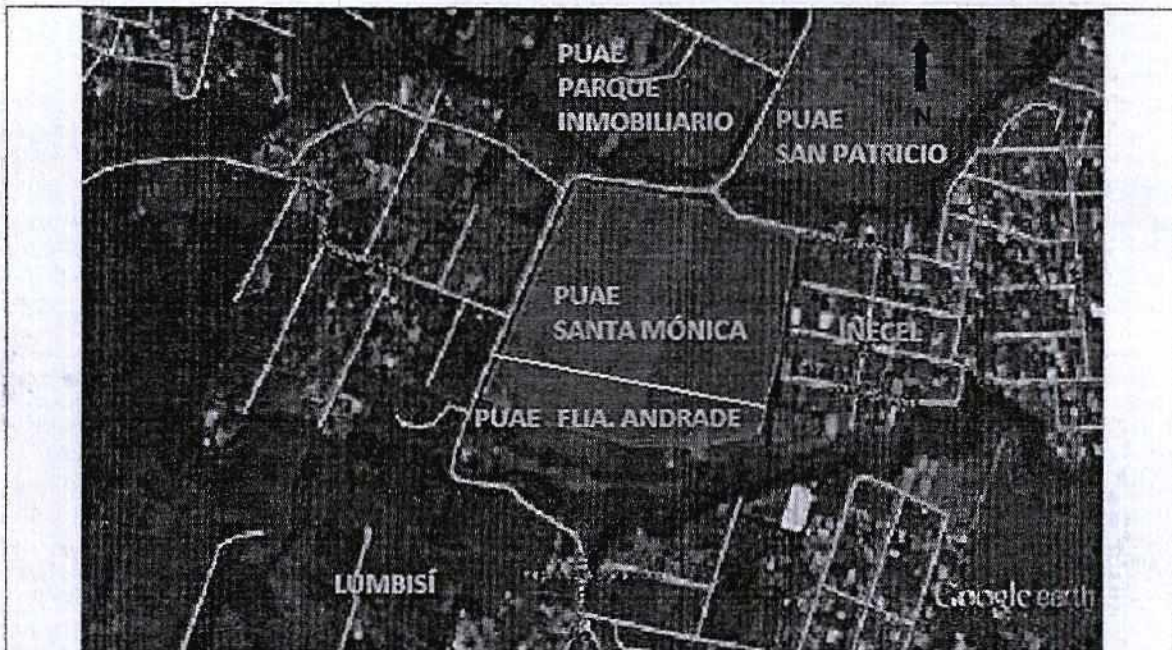 PUAE
PARQUE
INMOBILIARIO
PUAE
SAN PATRICIO
N
PUAE
SANTA MÓNICA
INECEL
PUAE FLIA. ANDRADE
LUMBISÍ
Google earth